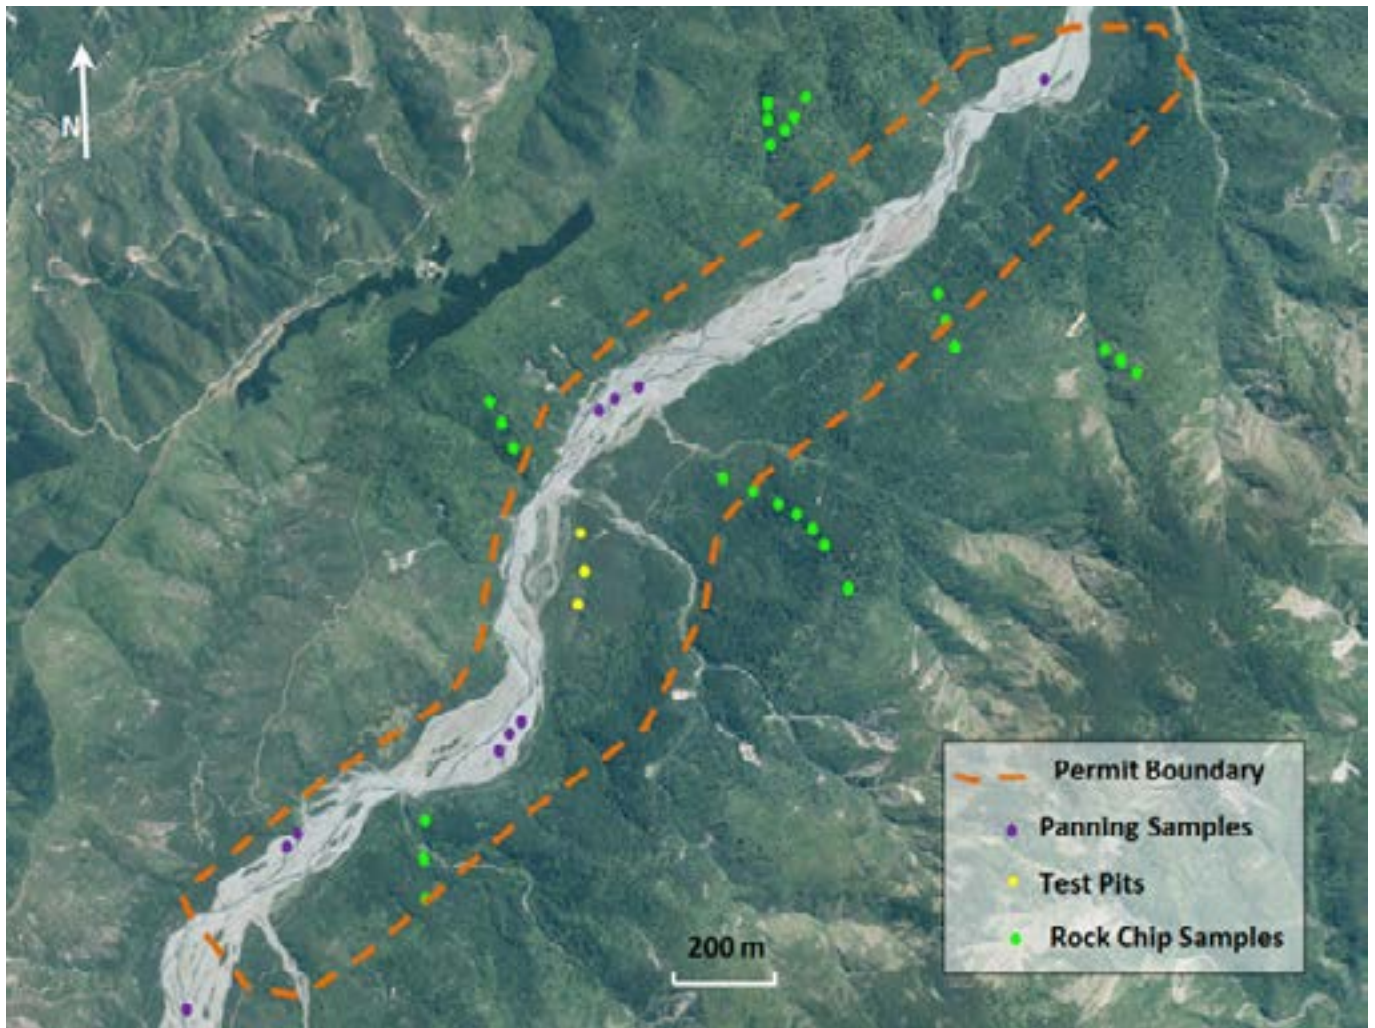 N
Permit Boundary
Panning Samples
Test Pits
Rock Chip Samples
200 m